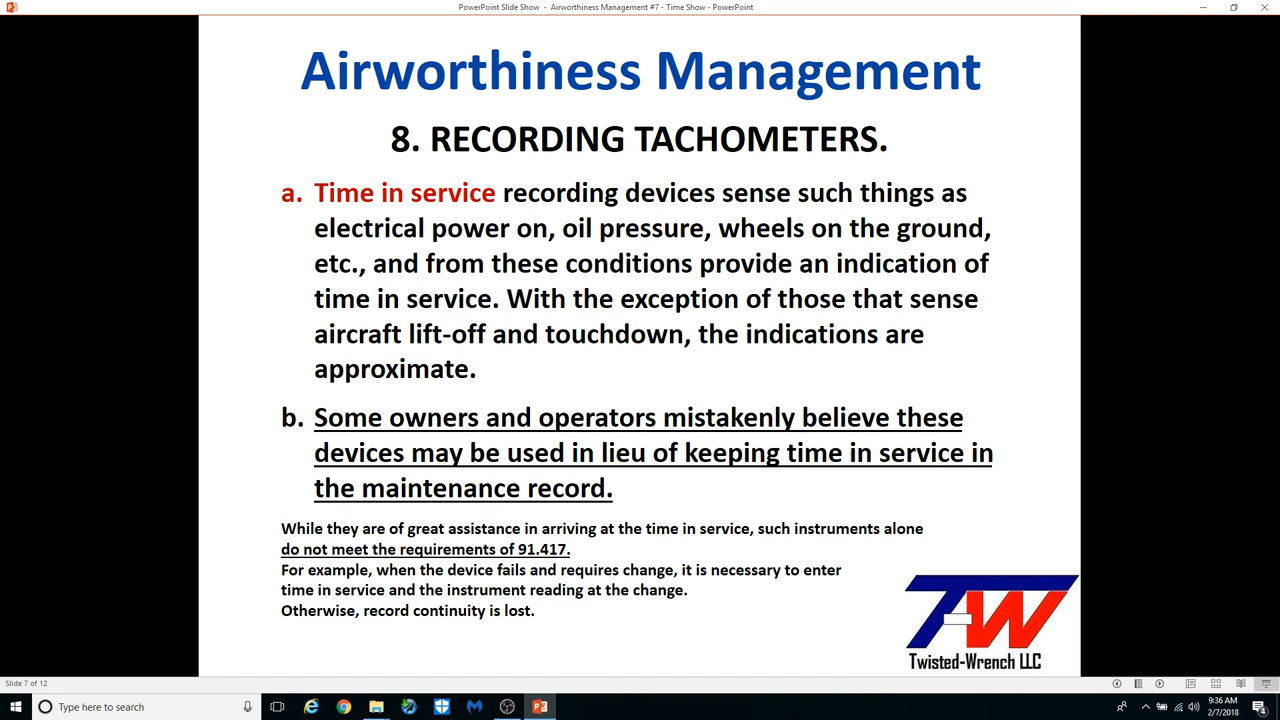 PowerPoint Slide Show - Airworthiness Management #7 - Time Show - PowerPoint
Airworthiness Management
8. RECORDING TACHOMETERS.
a. Time in service recording devices sense such things as
electrical power on, oil pressure, wheels on the ground,
etc., and from these conditions provide an indication of
time in service. With the exception of those that sense
aircraft lift-off and touchdown, the indications are
approximate.
b. Some owners and operators mistakenly believe these
devices may be used in lieu of keeping time in service in
the maintenance record.
While they are of great assistance in arriving at the time in service, such instruments alone
do not meet the requirements of 91.417.
For example, when the device fails and requires change, it is necessary to enter
time in service and the instrument reading at the change.
Otherwise, record continuity is lost.
TW
Twisted-Wrench LLC
Slide 7 of 12
Type here to search
9:36 AM
2/7/2018
4